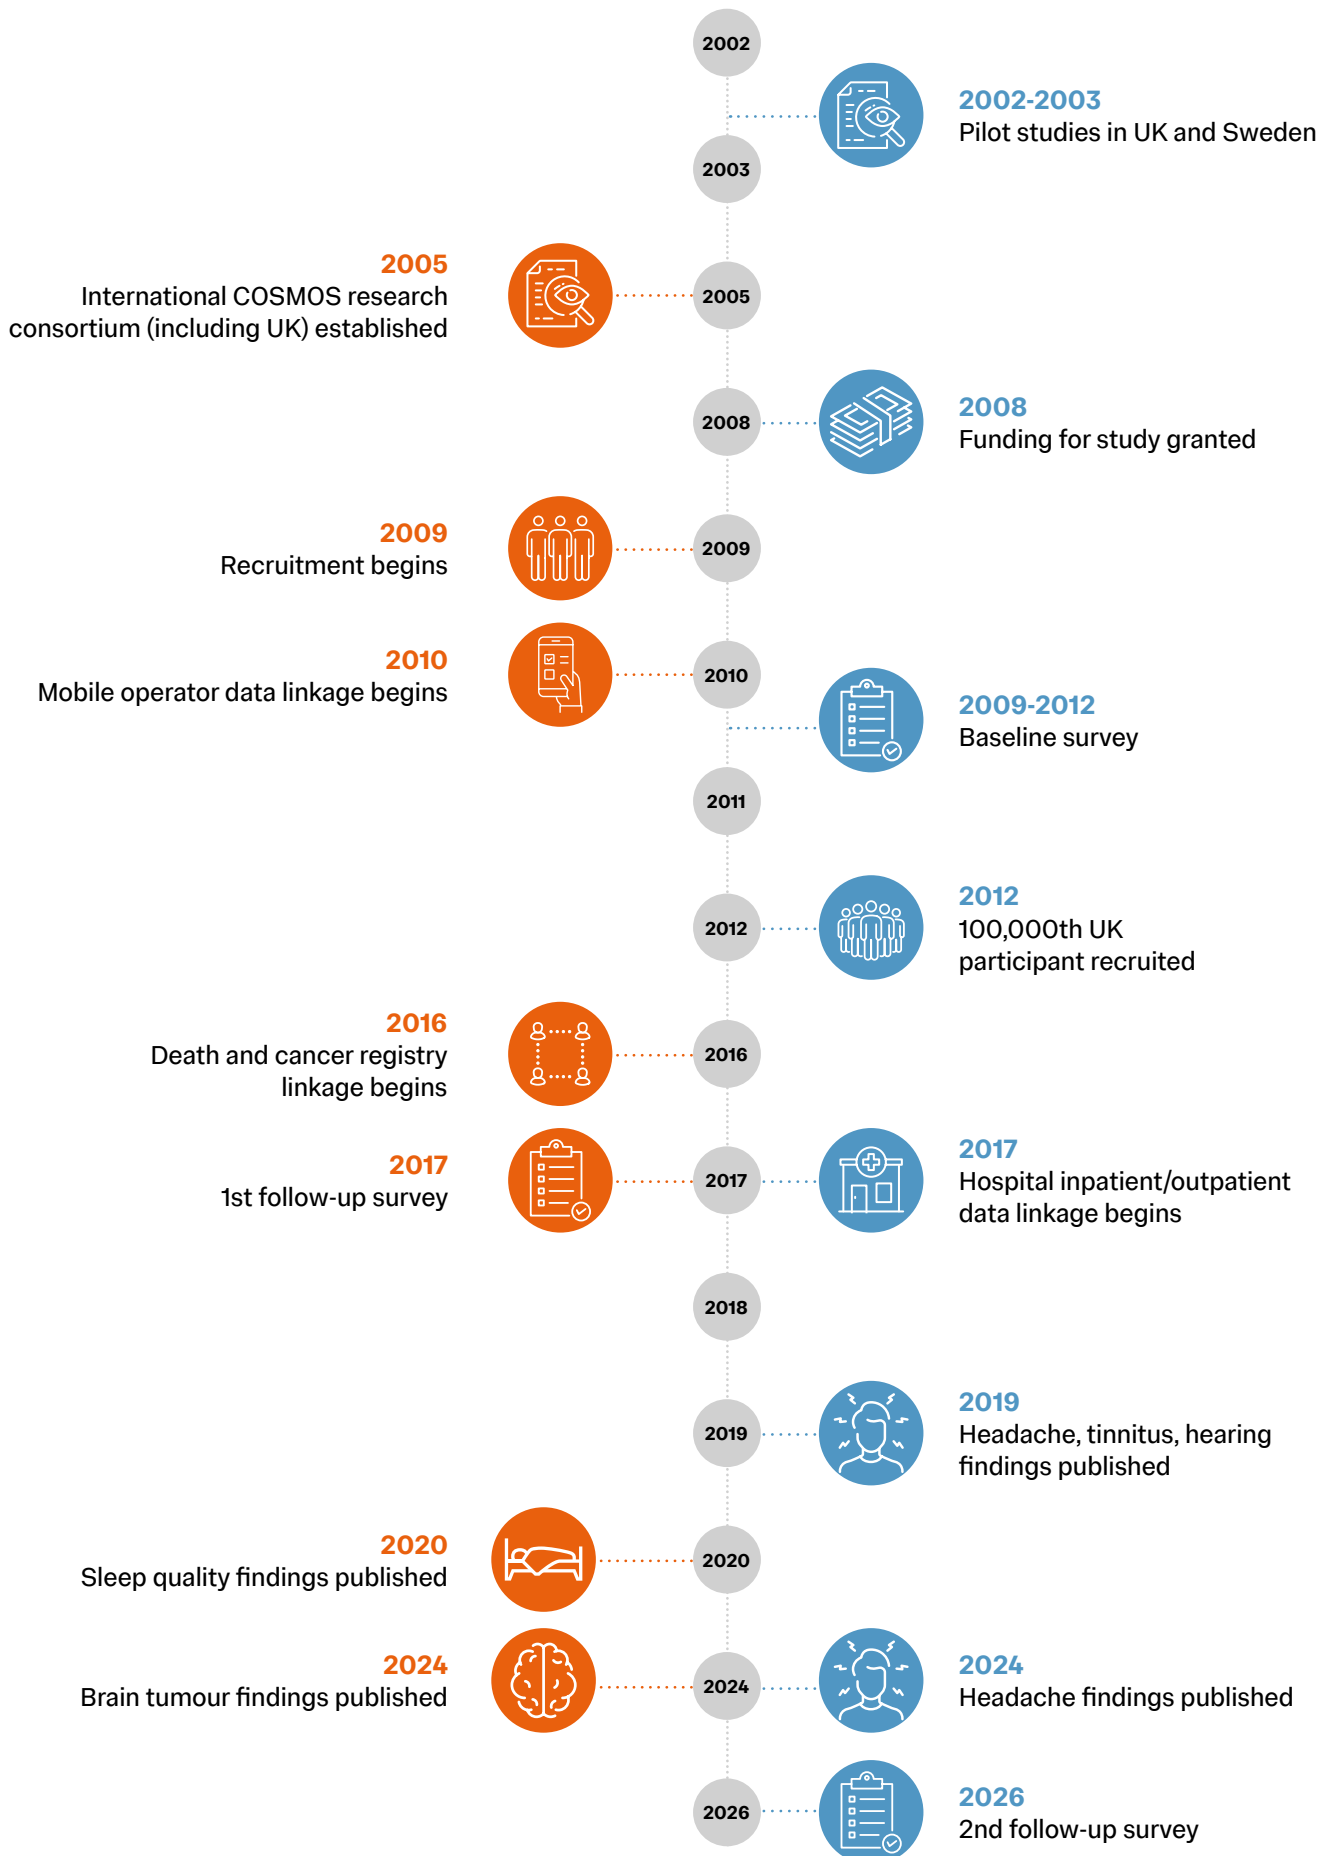 2002
2002-2003
Pilot studies in UK and Sweden
2003
2005
International COSMOS research
consortium (including UK) established
2005
2008
2008
Funding for study granted
2009
Recruitment begins
2009
2010
Mobile operator data linkage begins
2010
2009-2012
Baseline survey
2011
2012
2012
100,000th UK
participant recruited
2016
Death and cancer registry
linkage begins
2016
2017
1st follow-up survey
2017
2017
Hospital inpatient/outpatient
data linkage begins
2018
2019
2019
Headache, tinnitus, hearing
findings published
2020
Sleep quality findings published
2020
2024
Brain tumour findings published
2024
2024
Headache findings published
2026
2026
2nd follow-up survey